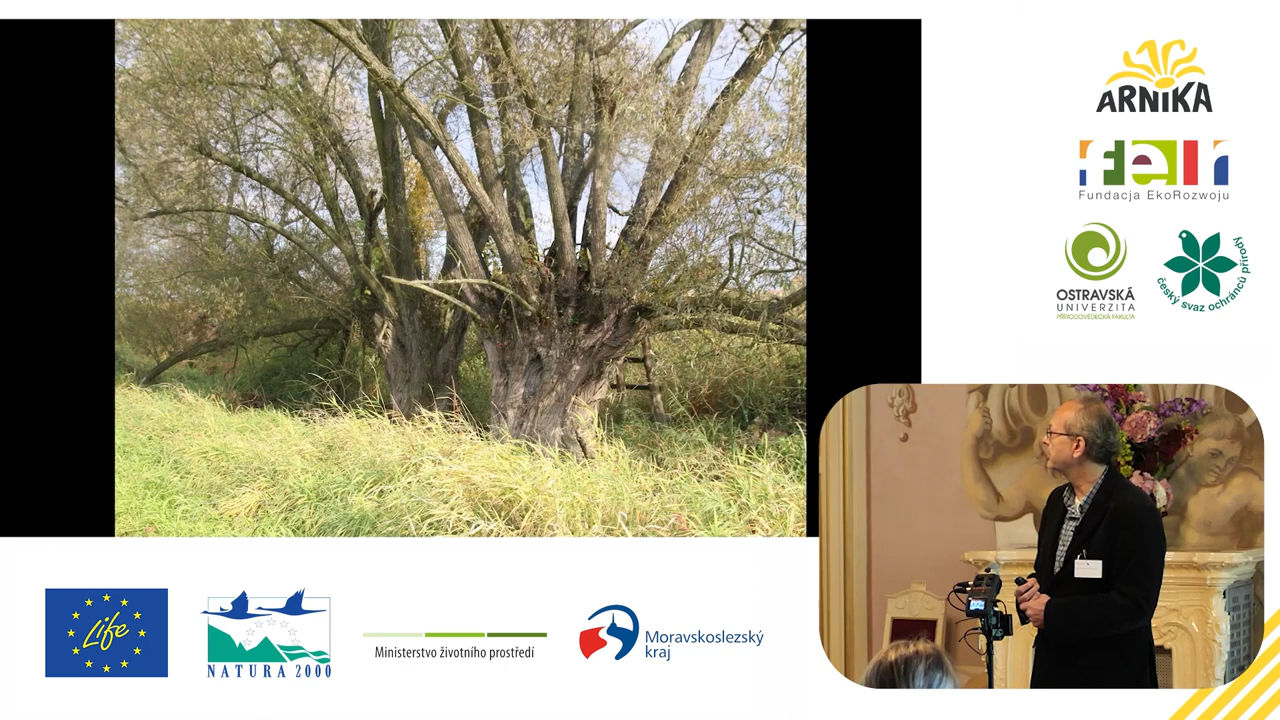 ARNIKA
feri
Fundacja EkoRozwoju
OSTRAVSKÁ
UNIVERZITA
PŘÍRODOVĚDECKÁ FAKULTA
český svaz ochránců přírody
Life
NATURA 2000
Ministerstvo životního prostředí
Moravskoslezský
kraj